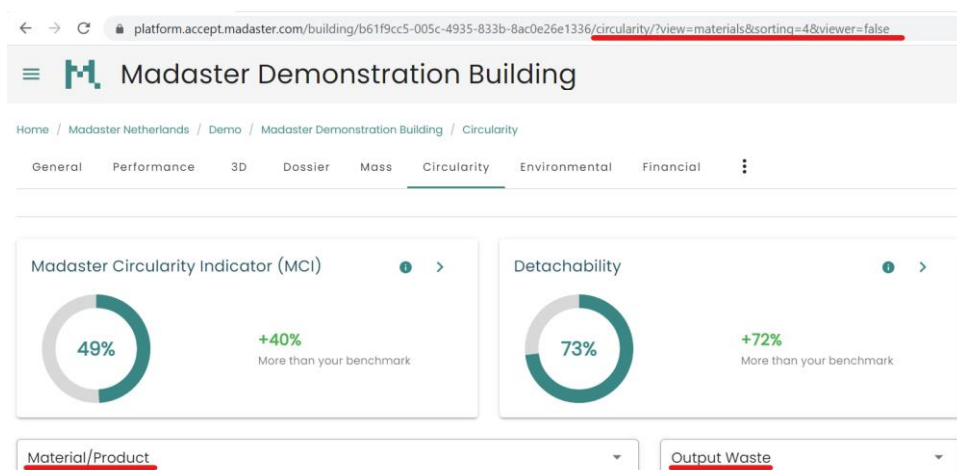 platform.accept.madaster.com/building/b61f9cc5-005c-4935-833b-8ac0e26e1336/circularity/?view=materials&sorting=4&viewer=false
Madaster Demonstration Building
Home / Madaster Netherlands / Demo / Madaster Demonstration Building / Circularity
General Performance 3D Dossier Mass Circularity Environmental Financial
Madaster Circularity Indicator (MCI)
49%
+40%
More than your benchmark
Detachability
73%
+72%
More than your benchmark
Material/Product
Output Waste